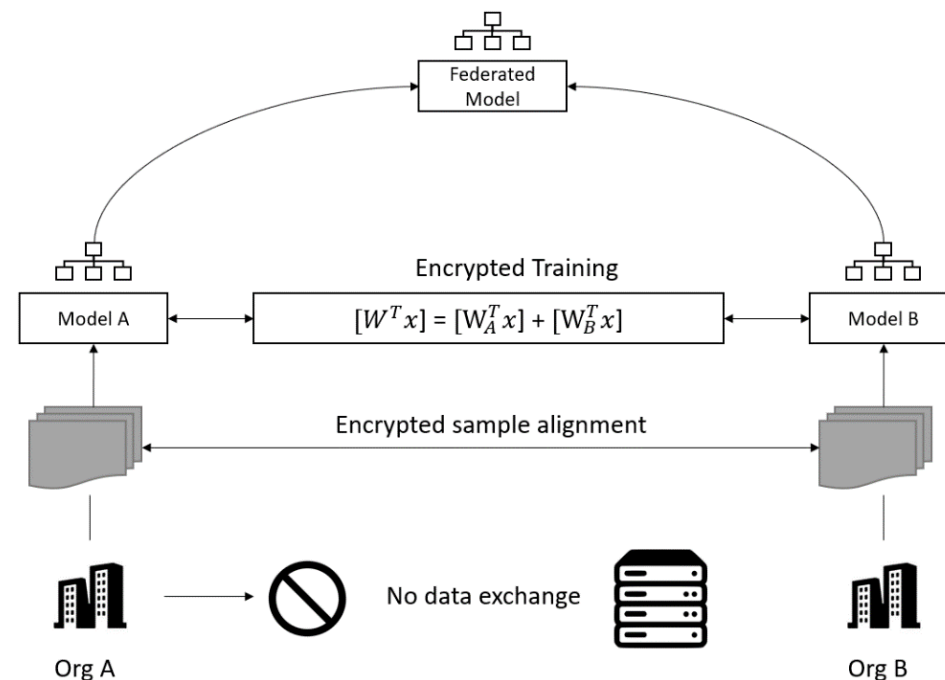 Federated
Model
Encrypted Training
Model A
[W^T x] = [W_A^T x] + [W_B^T x]
Model B
Encrypted sample alignment
No data exchange
Org A
Org B